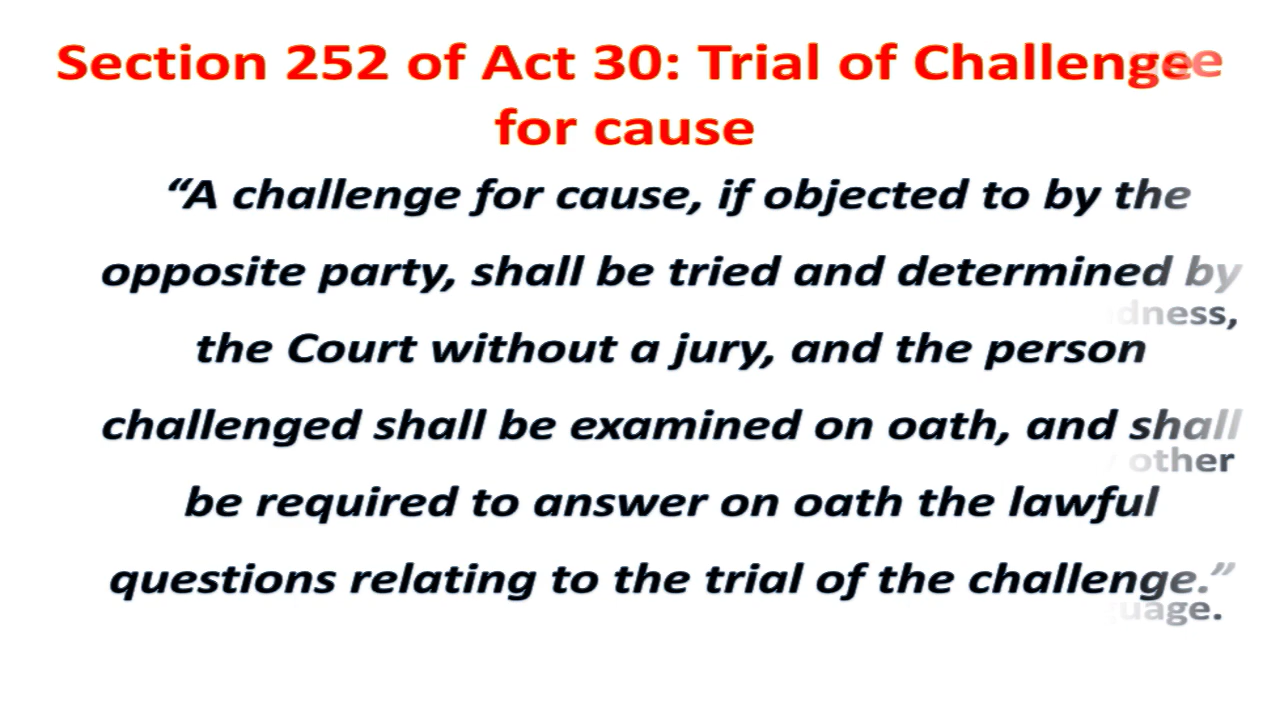 Section 252 of Act 30: Trial of Challenge
for cause
“A challenge for cause, if objected to by the
opposite party, shall be tried and determined by
dness,
the Court without a jury, and the person
challenged shall be examined on oath, and shall
other
be required to answer on oath the lawful
questions relating to the trial of the challenge.”
uage.